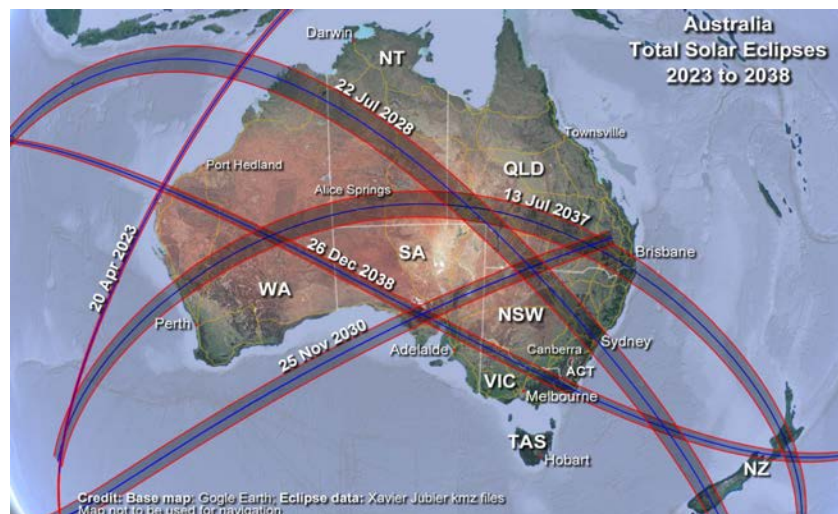 Australia
Total Solar Eclipses
2023 to 2038
Darwin
NT
22 Jul 2028
Townsville
Port Hedland
QLD
Alice Springs
13 Jul 2037
20 Apr 2023
26 Dec 2038
SA
Brisbane
WA
NSW
Perth
25 Nov 2030
Sydney
Adelaide
Canberra
ACT
VIC
Melbourne
TAS
Hobart
NZ
Credit: Base map: Gogle Earth; Eclipse data: Xavier Jubier kmz files
Map not to be used for navigation